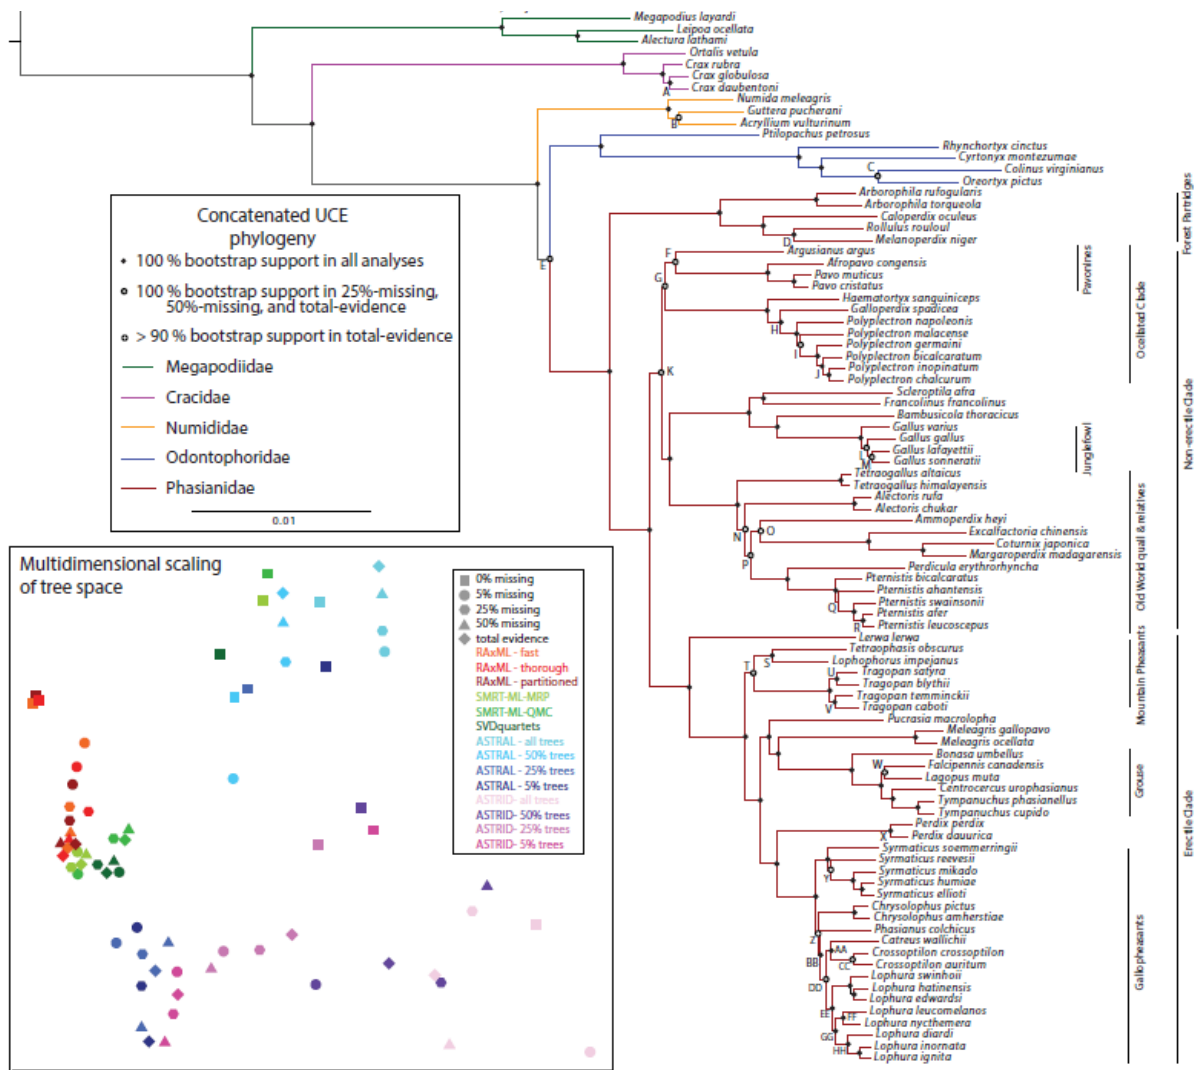 Megapodius layardi
Leipoa ocellata
Alectura lathami
Ortalis vetula
Crax rubra
Crax globulosa
Crax daubentoni
A
Numida meleagris
Guttera pucherani
B
Acryllium vulturinum
Ptilopachus petrosus
Rhynchortyx cinctus
Cyrtonyx montezumae
C
Colinus virginianus
Oreortyx pictus
Arborophila rufogularis
Arborophila torqueola
Caloperdix oculeus
Rollulus rouloul
D
Melanoperdix niger
Forest Partridges
E
F
Argusianus argus
Afropavo congensis
G
Pavo muticus
Pavo cristatus
Pavonines
Haematortyx sanguiniceps
Galloperdix spadicea
H
Polyplectron napoleonis
Polyplectron malacense
Polyplectron germaini
I
Polyplectron bicalcaratum
Polyplectron inopinatum
J
Polyplectron chalcurum
Ocellated Clade
K
Scleroptila afra
Francolinus francolinus
Bambusicola thoracicus
Gallus varius
Gallus gallus
L
Gallus lafayettii
M
Gallus sonneratii
Junglefowl
Non-erectile Clade
Tetraogallus altaicus
Tetraogallus himalayensis
Alectoris rufa
Alectoris chukar
N
Ammoperdix heyi
O
Excalfactoria chinensis
Coturnix japonica
Margaroperdix madagarensis
P
Perdicula erythrorhyncha
Pternistis bicalcaratus
Pternistis ahantensis
Q
Pternistis swainsonii
Pternistis afer
R
Pternistis leucoscepus
Old World quail & relatives
Lerwa lerwa
Tetraophasis obscurus
S
Lophophorus impejanus
T
U
Tragopan satyra
Tragopan blythii
Tragopan temminckii
V
Tragopan caboti
Mountain Pheasants
Pucrasia macrolopha
Meleagris gallopavo
Meleagris ocellata
Bonasa umbellus
W
Falcipennis canadensis
Lagopus muta
Centrocercus urophasianus
Tympanuchus phasianellus
Tympanuchus cupido
Grouse
Perdix perdix
X
Perdix dauurica
Erectile Clade
Syrmaticus soemmerringii
Syrmaticus reevesii
Y
Syrmaticus mikado
Syrmaticus humiae
Syrmaticus ellioti
Chrysolophus pictus
Chrysolophus amherstiae
Phasianus colchicus
Z
Catreus wallichii
AA
Crossoptilon crossoptilon
BB
CC
Crossoptilon auritum
Lophura swinhoii
DD
Lophura hatinensis
Lophura edwardsi
EE
Lophura leucomelanos
FF
Lophura nycthemera
GG
Lophura diardi
HH
Lophura inornata
Lophura ignita
Gallopheasants
Concatenated UCE
phylogeny
100 % bootstrap support in all analyses
100 % bootstrap support in 25%-missing,
50%-missing, and total-evidence
> 90 % bootstrap support in total-evidence
Megapodiidae
Cracidae
Numididae
Odontophoridae
Phasianidae
0.01
Multidimensional scaling
of tree space
0% missing
5% missing
25% missing
50% missing
total evidence
RAxML - fast
RAxML - thorough
RAxML - partitioned
SMRT-ML-MRP
SMRT-ML-QMC
SVDquartets
ASTRAL - all trees
ASTRAL - 50% trees
ASTRAL - 25% trees
ASTRAL - 5% trees
ASTRID- all trees
ASTRID- 50% trees
ASTRID- 25% trees
ASTRID- 5% trees